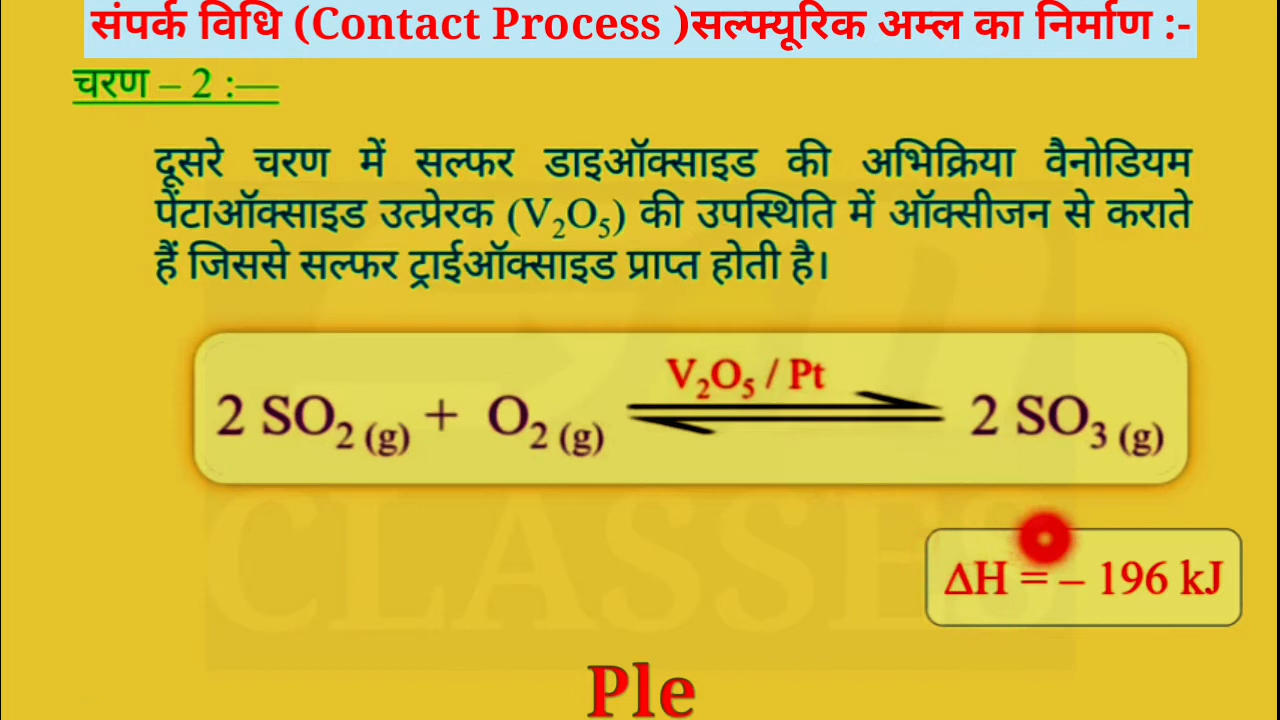 संपर्क विधि (Contact Process )सल्फ्यूरिक अम्ल का निर्माण :-
चरण – 2 :—
दूसरे चरण में सल्फर डाइऑक्साइड की अभिक्रिया वैनोडियम
पेंटाऑक्साइड उत्प्रेरक (V₂O₅) की उपस्थिति में ऑक्सीजन से कराते
हैं जिससे सल्फर ट्राईऑक्साइड प्राप्त होती है।
V₂O₅ / Pt
2 SO₂ (g) + O₂ (g) ⇌ 2 SO₃ (g)
ΔH = – 196 kJ
CLASSES
Ple